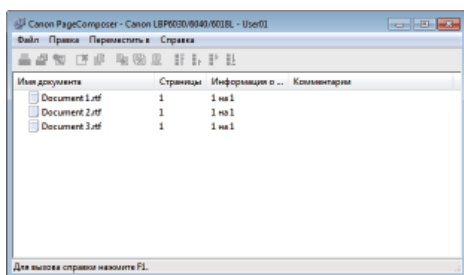 Canon PageComposer - Canon LBP6030/6040/6018L - User01
Файл Правка Переместить в Справка
Имя документа Страницы Информация о ... Комментарии
Document 1.rtf 1 1 на 1
Document 2.rtf 1 1 на 1
Document 3.rtf 1 1 на 1
Для вызова справки нажмите F1.